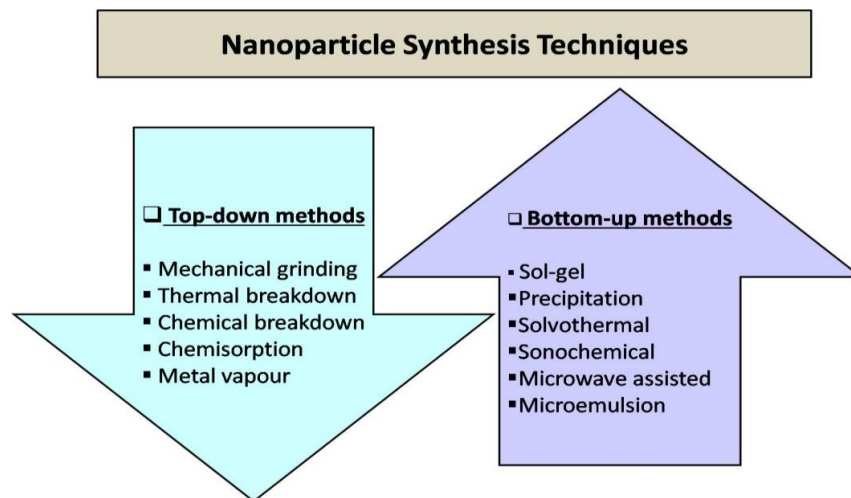 Nanoparticle Synthesis Techniques
❑ Top-down methods
▪ Mechanical grinding
▪ Thermal breakdown
▪ Chemical breakdown
▪ Chemisorption
▪ Metal vapour
❑ Bottom-up methods
▪ Sol-gel
▪Precipitation
▪Solvothermal
▪Sonochemical
▪Microwave assisted
▪Microemulsion